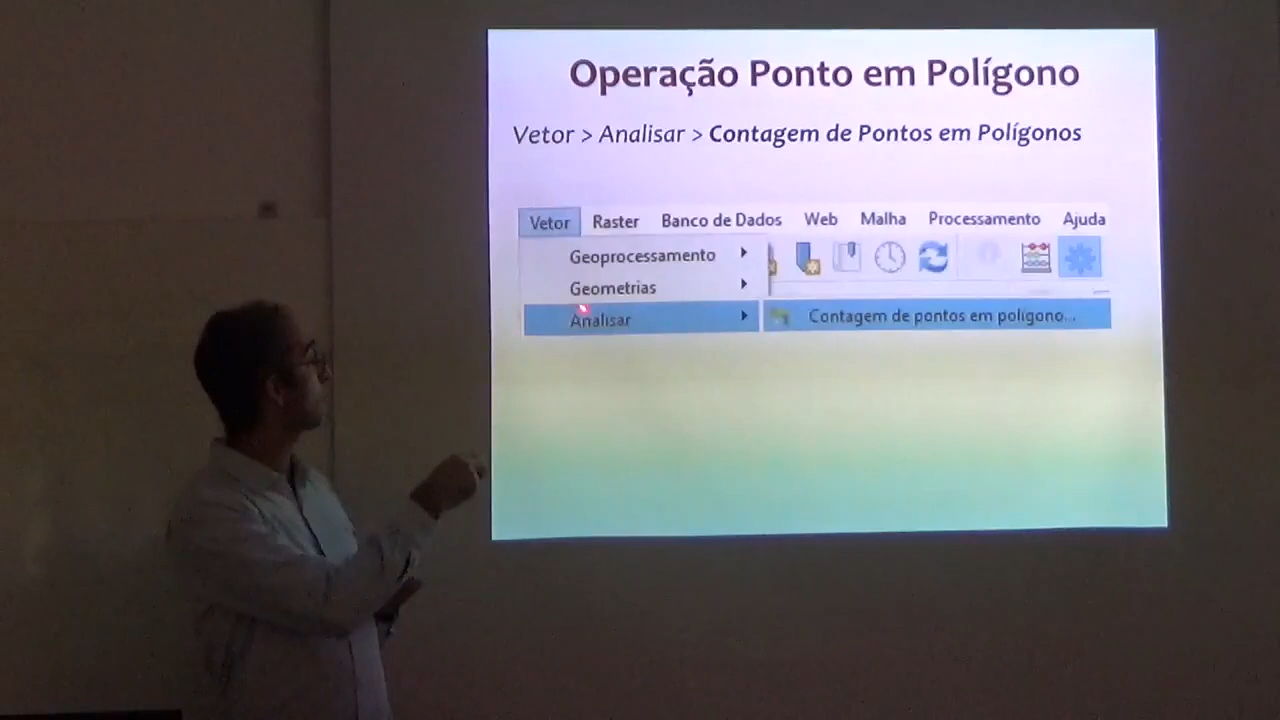 Operação Ponto em Polígono
Vetor > Analisar > Contagem de Pontos em Polígonos
Vetor Raster Banco de Dados Web Malha Processamento Ajuda
Geoprocessamento
Geometrias
Analisar Contagem de pontos em polígono...